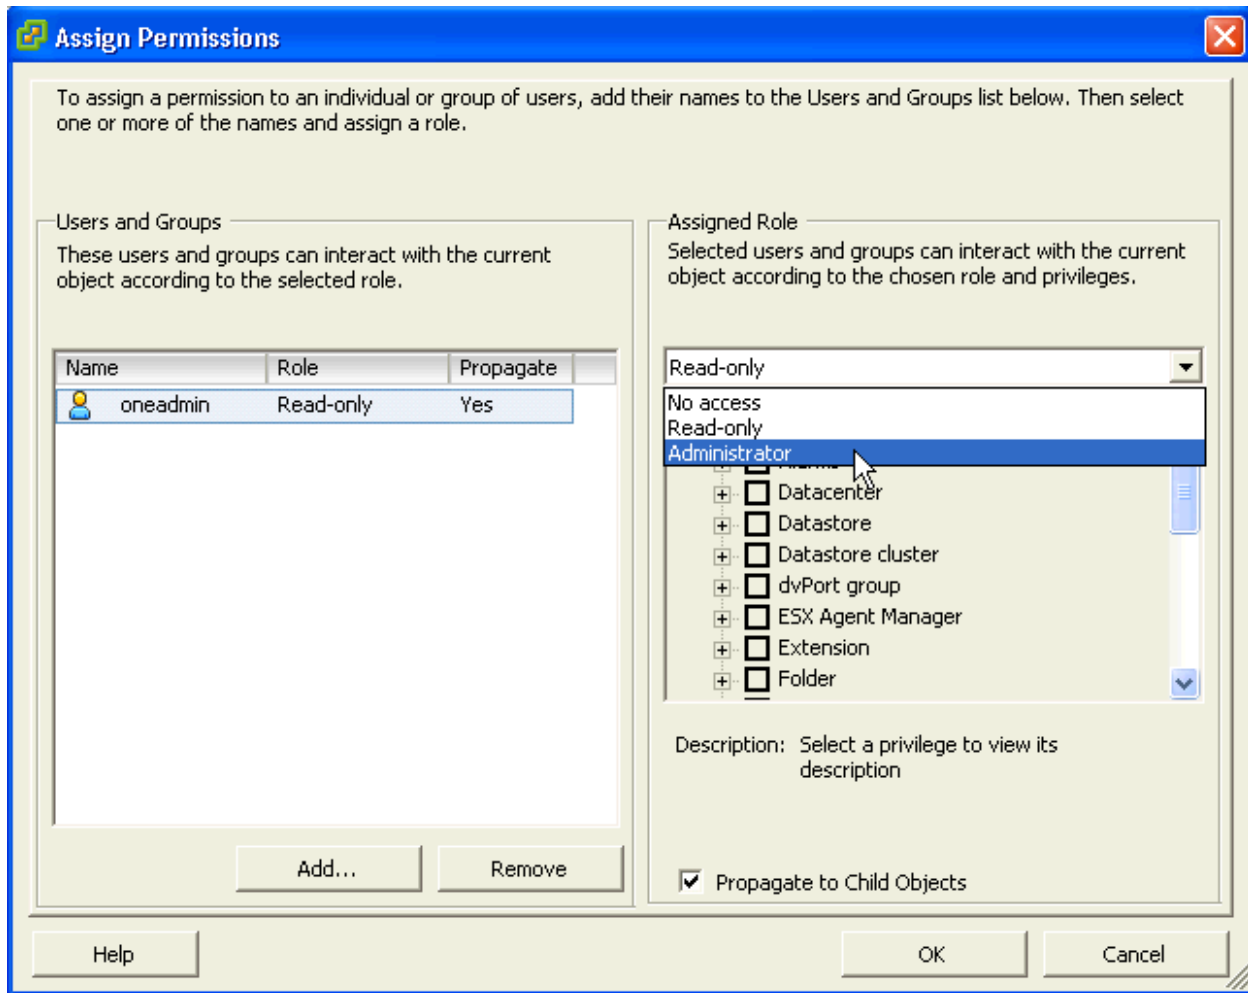 Assign Permissions
To assign a permission to an individual or group of users, add their names to the Users and Groups list below. Then select
one or more of the names and assign a role.
Users and Groups
These users and groups can interact with the current
object according to the selected role.
Name Role Propagate
oneadmin Read-only Yes
Add... Remove
Assigned Role
Selected users and groups can interact with the current
object according to the chosen role and privileges.
Read-only
No access
Read-only
Administrator
Datacenter
Datastore
Datastore cluster
dvPort group
ESX Agent Manager
Extension
Folder
Description: Select a privilege to view its
description
Propagate to Child Objects
Help OK Cancel